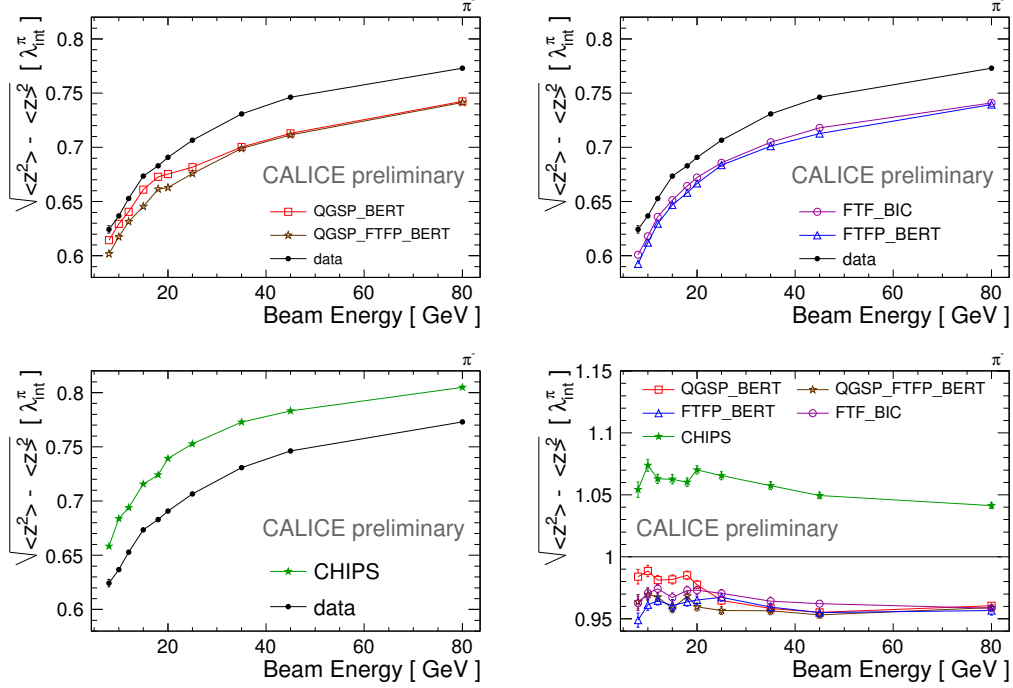 π⁻
√<z²> - <z>² [ λπint ]
0.8
0.75
0.7
0.65
0.6
CALICE preliminary
QGSP_BERT
QGSP_FTFP_BERT
data
20 40 60 80
Beam Energy [ GeV ]
π⁻
√<z²> - <z>² [ λπint ]
0.8
0.75
0.7
0.65
0.6
CALICE preliminary
FTF_BIC
FTFP_BERT
data
20 40 60 80
Beam Energy [ GeV ]
π⁻
√<z²> - <z>² [ λπint ]
0.8
0.75
0.7
0.65
0.6
CALICE preliminary
CHIPS
data
20 40 60 80
Beam Energy [ GeV ]
π⁻
√<z²> - <z>² [ λπint ]
1.15
1.1
1.05
1
0.95
QGSP_BERT QGSP_FTFP_BERT
FTFP_BERT FTF_BIC
CHIPS
CALICE preliminary
20 40 60 80
Beam Energy [ GeV ]